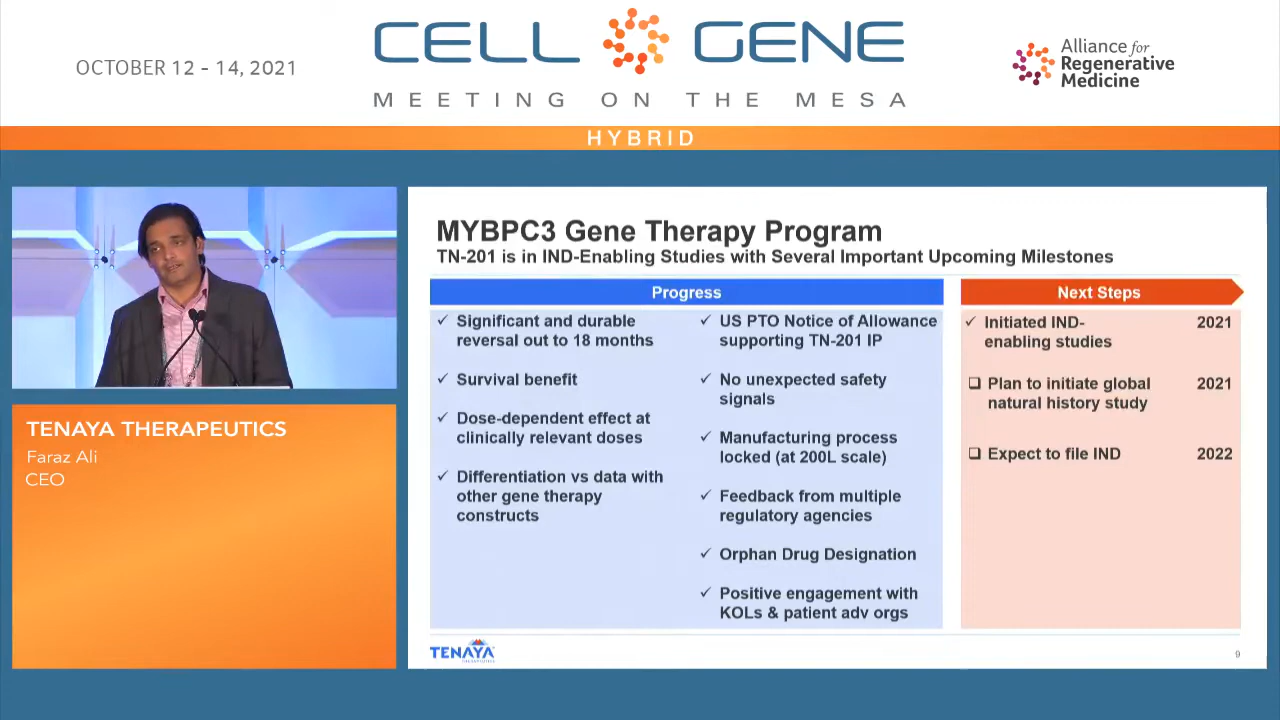 OCTOBER 12 - 14, 2021
CELL GENE
MEETING ON THE MESA
Alliance for
Regenerative
Medicine
HYBRID
TENAYA THERAPEUTICS
Faraz Ali
CEO
MYBPC3 Gene Therapy Program
TN-201 is in IND-Enabling Studies with Several Important Upcoming Milestones
Progress
✓ Significant and durable
reversal out to 18 months
✓ Survival benefit
✓ Dose-dependent effect at
clinically relevant doses
✓ Differentiation vs data with
other gene therapy
constructs
✓ US PTO Notice of Allowance
supporting TN-201 IP
✓ No unexpected safety
signals
✓ Manufacturing process
locked (at 200L scale)
✓ Feedback from multiple
regulatory agencies
✓ Orphan Drug Designation
✓ Positive engagement with
KOLs & patient adv orgs
Next Steps
✓ Initiated IND- 2021
enabling studies
❑ Plan to initiate global 2021
natural history study
❑ Expect to file IND 2022
TENAYA
THERAPEUTICS
9